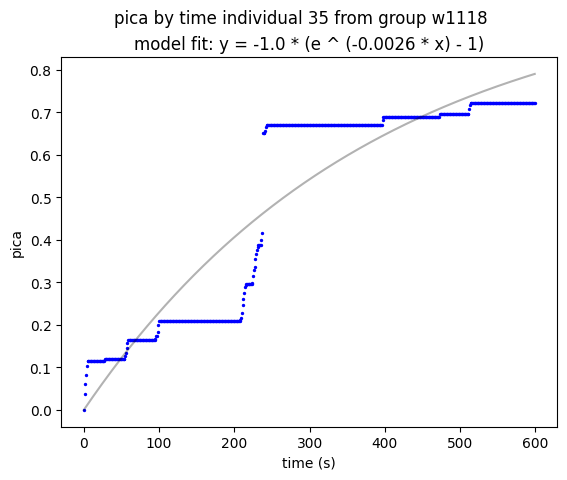 pica by time individual 35 from group w1118
model fit: y = -1.0 * (e ^ (-0.0026 * x) - 1)
0.8
0.7
0.6
0.5
0.4
0.3
0.2
0.1
0.0
pica
0 100 200 300 400 500 600
time (s)